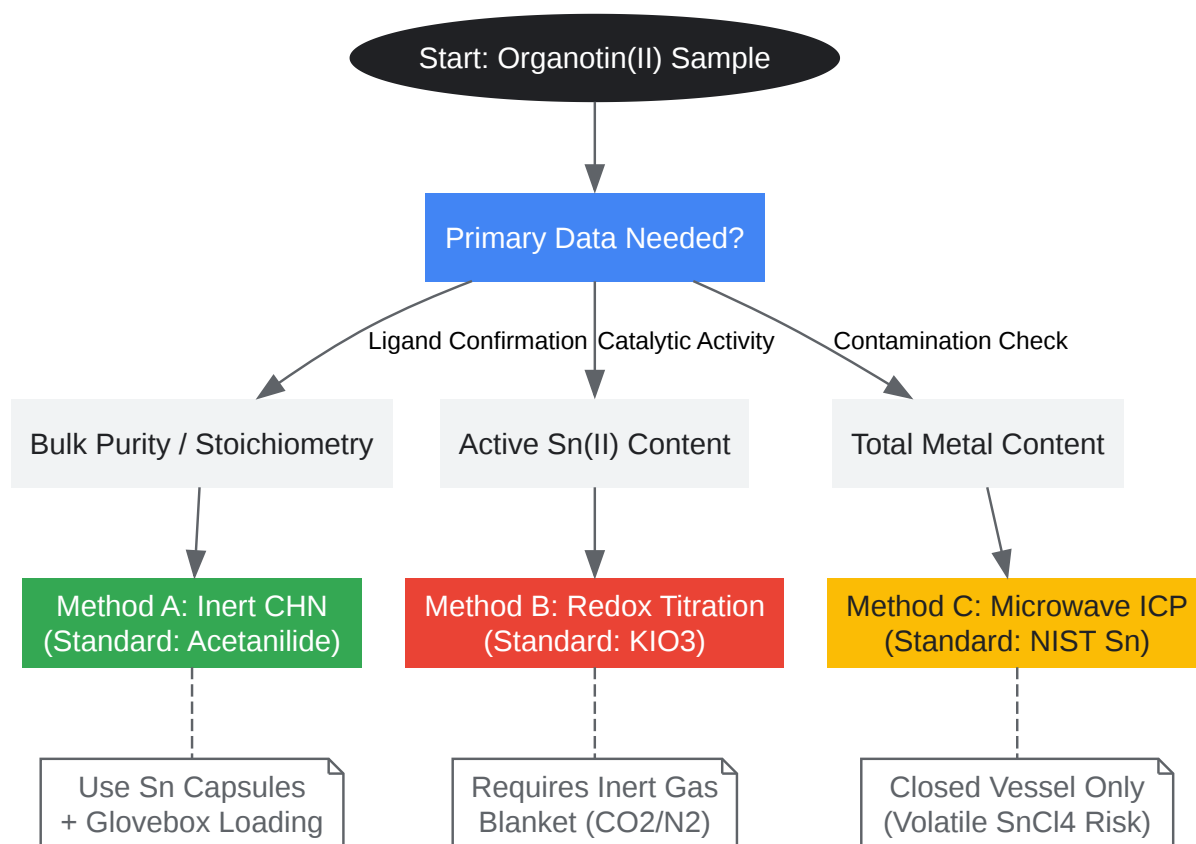 Start: Organotin(II) Sample
Primary Data Needed?
Ligand Confirmation
Catalytic Activity
Contamination Check
Bulk Purity / Stoichiometry
Active Sn(II) Content
Total Metal Content
Method A: Inert CHN
(Standard: Acetanilide)
Method B: Redox Titration
(Standard: KIO3)
Method C: Microwave ICP
(Standard: NIST Sn)
Use Sn Capsules
+ Glovebox Loading
Requires Inert Gas
Blanket (CO2/N2)
Closed Vessel Only
(Volatile SnCl4 Risk)